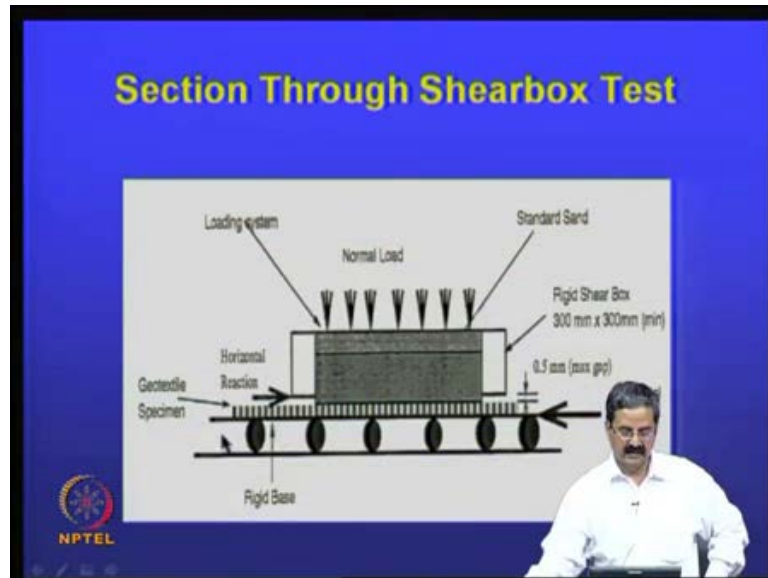 Section Through Shearbox Test
Loading system
Standard Sand
Normal Load
Rigid Shear Box
300 mm x 300mm (min)
Horizontal
Reaction
0.5 mm (max gap)
Geotextile
Specimen
Rigid Base
NPTEL